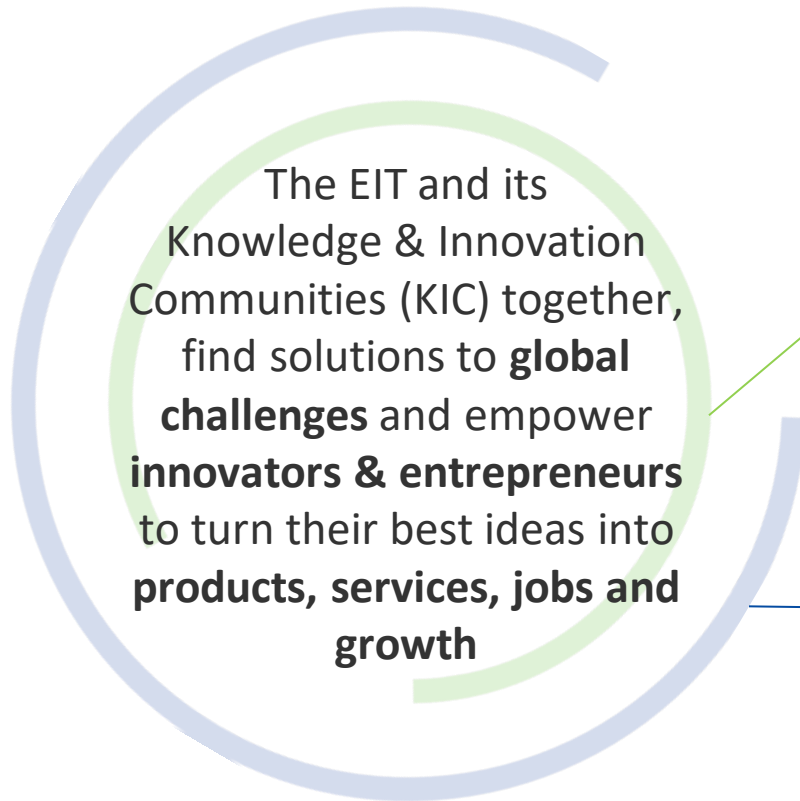 The EIT and its
Knowledge & Innovation
Communities (KIC) together,
find solutions to global
challenges and empower
innovators & entrepreneurs
to turn their best ideas into
products, services, jobs and
growth